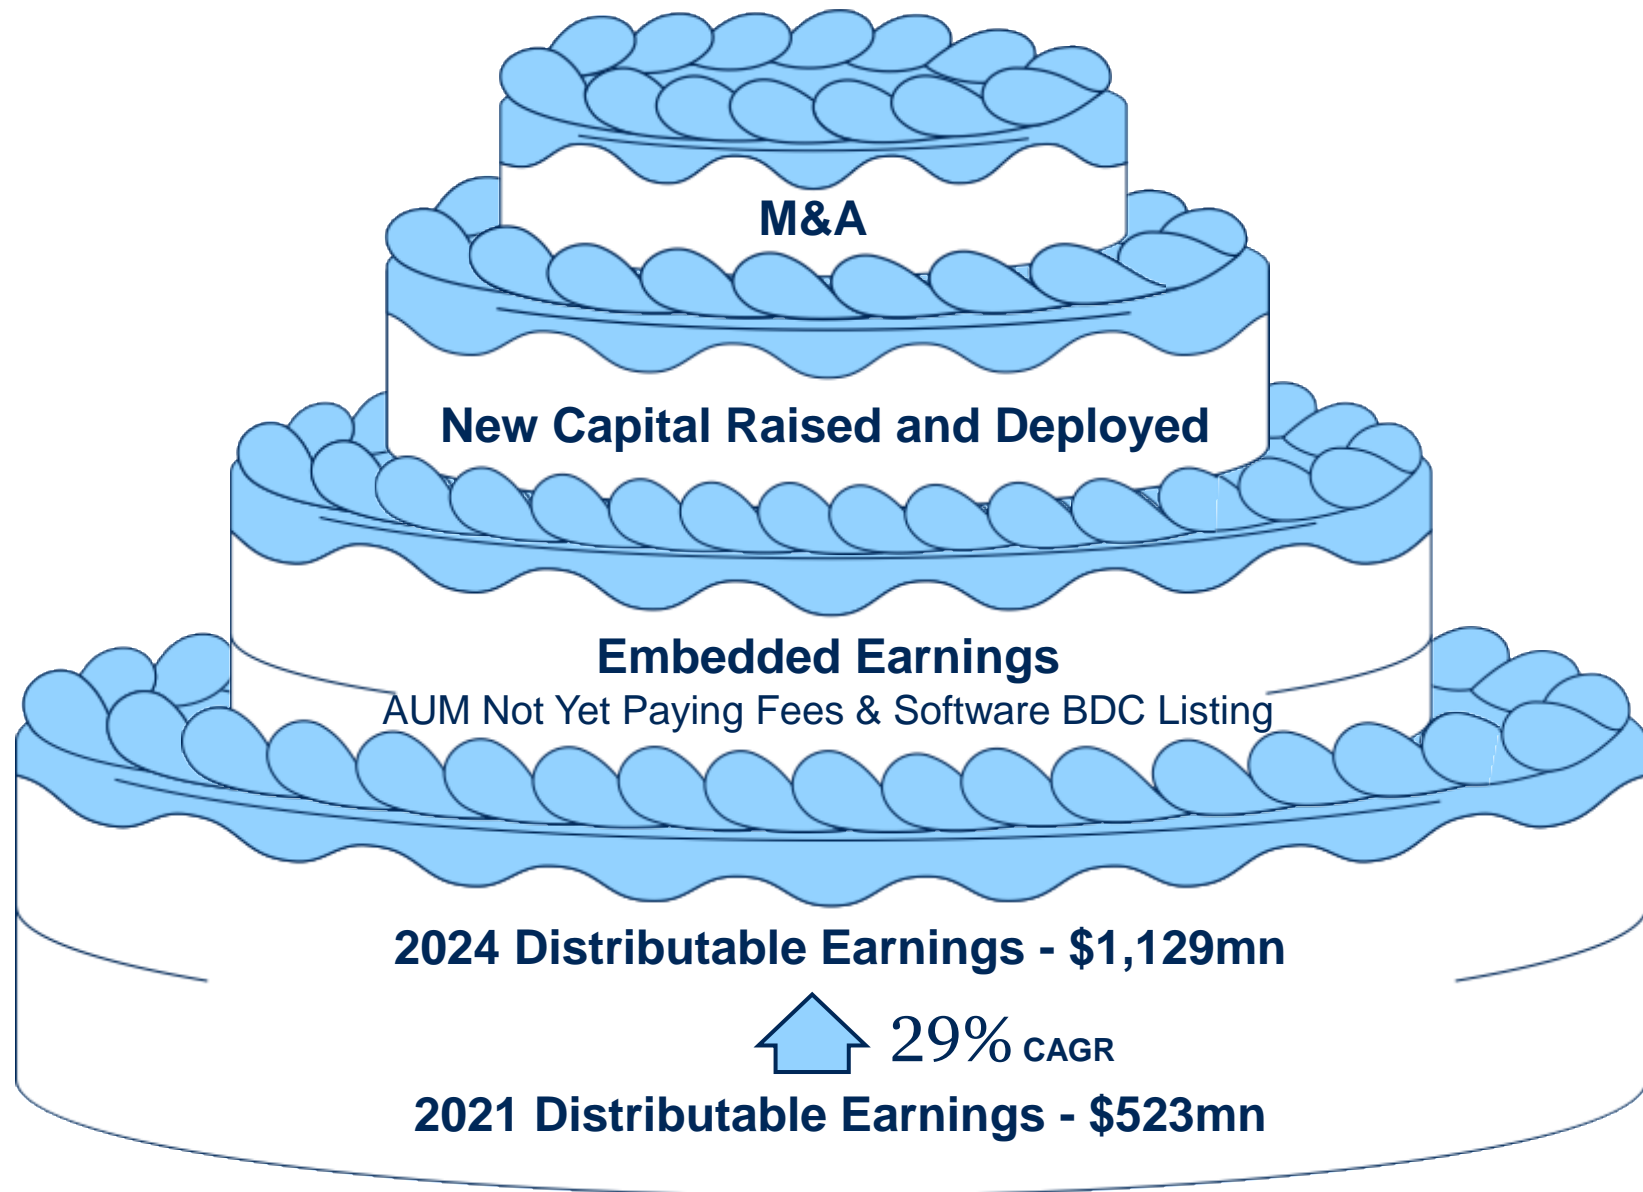 M&A
New Capital Raised and Deployed
Embedded Earnings
AUM Not Yet Paying Fees & Software BDC Listing
2024 Distributable Earnings - $1,129mn
29% CAGR
2021 Distributable Earnings - $523mn